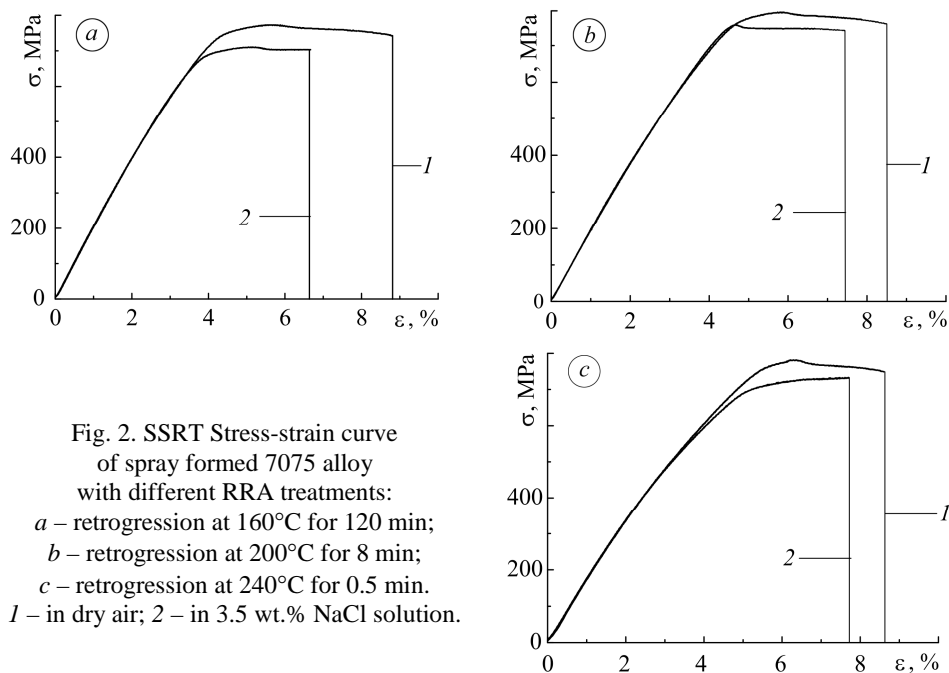 a
σ, MPa
400
200
0
0 2 4 6 8 ε, %
1
2
b
σ, MPa
400
200
0
0 2 4 6 8 ε, %
1
2
c
σ, MPa
400
200
0
0 2 4 6 8 ε, %
1
2
Fig. 2. SSRT Stress-strain curve
of spray formed 7075 alloy
with different RRA treatments:
a – retrogression at 160°C for 120 min;
b – retrogression at 200°C for 8 min;
c – retrogression at 240°C for 0.5 min.
1 – in dry air; 2 – in 3.5 wt.% NaCl solution.